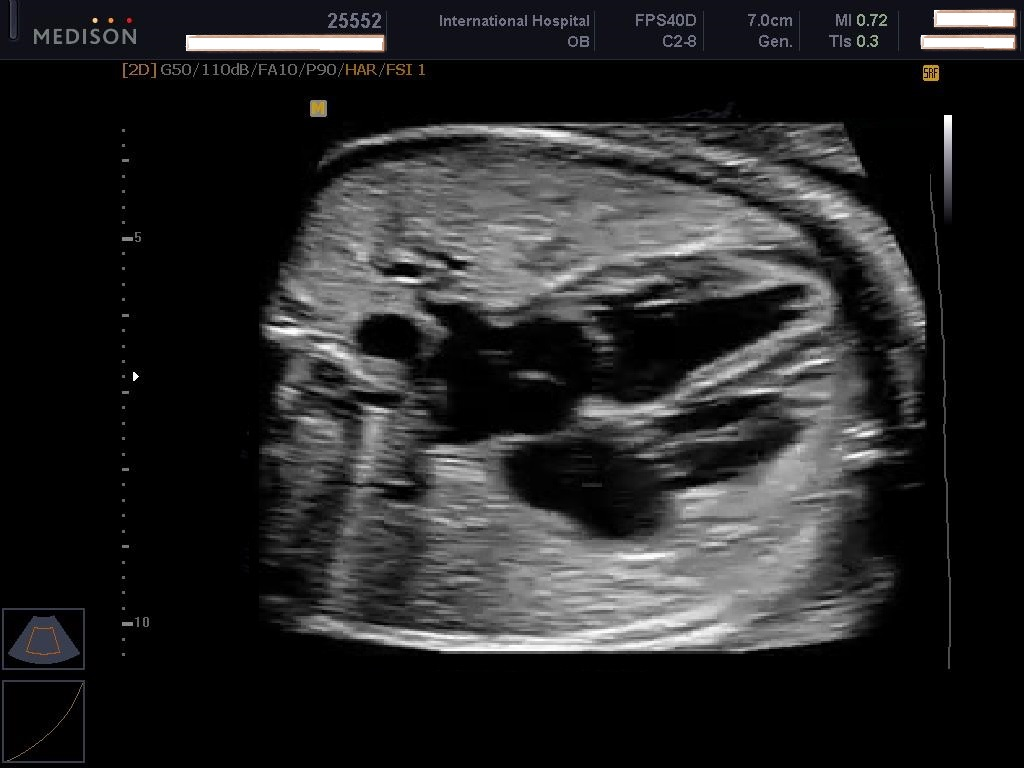 25552 International Hospital FPS40D 7.0cm MI 0.72
MEDISON OB C2-8 Gen. TIs 0.3
[2D] G50/110dB/FA10/P90/HAR/FSI 1
SRF
M
5
10